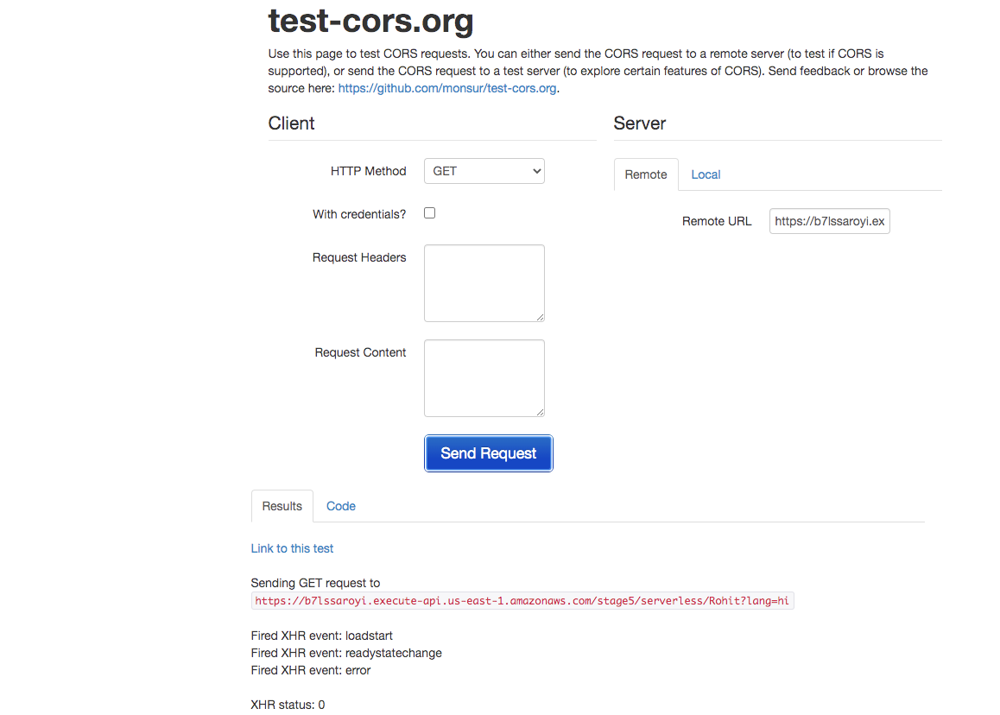 test-cors.org
Use this page to test CORS requests. You can either send the CORS request to a remote server (to test if CORS is
supported), or send the CORS request to a test server (to explore certain features of CORS). Send feedback or browse the
source here: https://github.com/monsur/test-cors.org.
Client
HTTP Method
GET
With credentials?
Request Headers
Request Content
Send Request
Server
Remote
Local
Remote URL
https://b7lssaroyi.ex
Results
Code
Link to this test
Sending GET request to
https://b7lssaroyi.execute-api.us-east-1.amazonaws.com/stage5/serverless/Rohit?lang=hi
Fired XHR event: loadstart
Fired XHR event: readystatechange
Fired XHR event: error
XHR status: 0